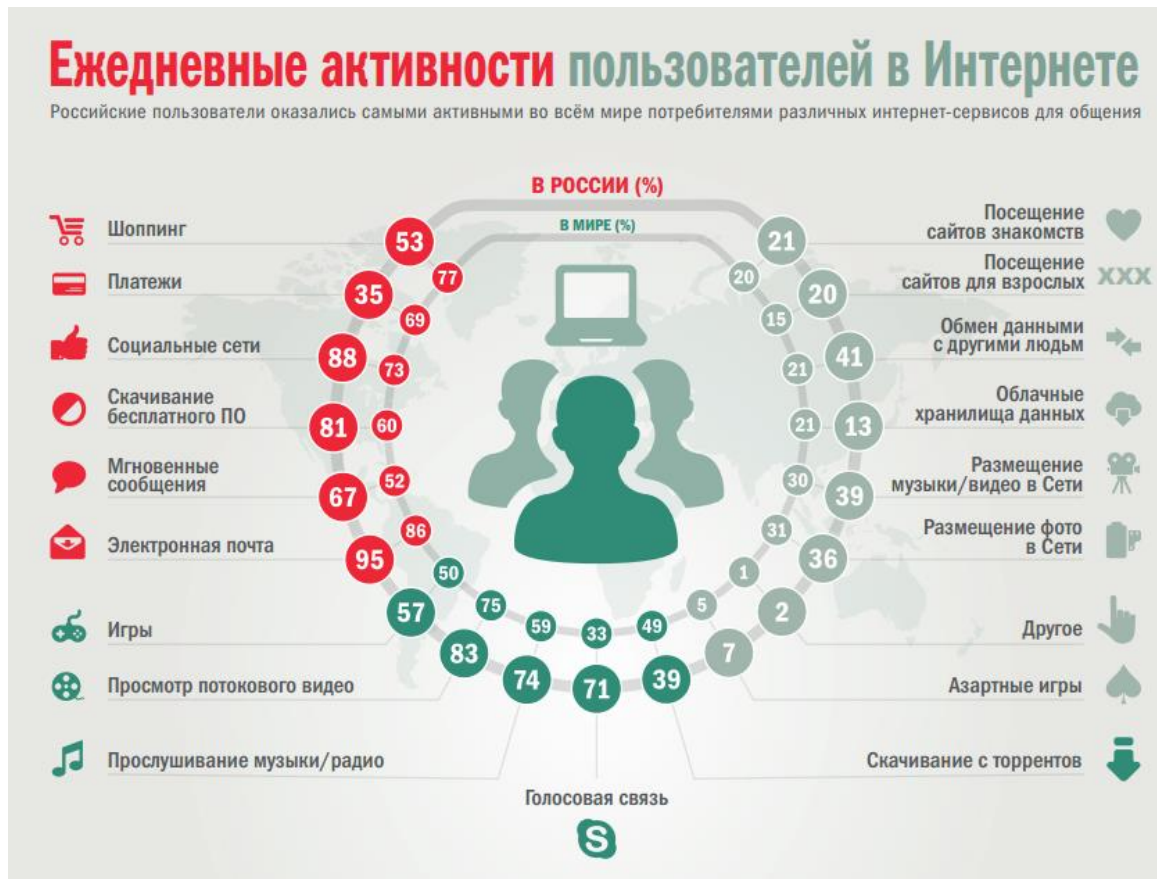 Ежедневные активности пользователей в Интернете
Российские пользователи оказались самыми активными во всём мире потребителями различных интернет-сервисов для общения
В РОССИИ (%)
В МИРЕ (%)
Шоппинг
53
77
Платежи
35
69
Социальные сети
88
73
Скачивание
бесплатного ПО
81
60
Мгновенные
сообщения
67
52
Электронная почта
95
86
Игры
57
50
Просмотр потокового видео
83
75
Прослушивание музыки/радио
74
59
Голосовая связь
71
33
S
Посещение
сайтов знакомств
21
20
Посещение
сайтов для взрослых
XXX
20
15
Обмен данными
с другими людьм
41
21
Облачные
хранилища данных
13
21
Размещение
музыки/видео в Сети
39
30
Размещение фото
в Сети
36
31
Другое
2
1
Азартные игры
7
5
Скачивание с торрентов
39
49